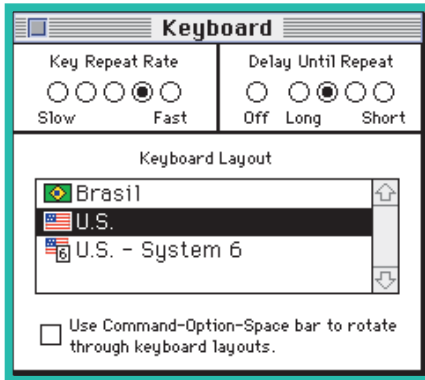 Keyboard
Key Repeat Rate
Slow Fast
Delay Until Repeat
Off Long Short
Keyboard Layout
Brasil
U.S.
6 U.S. - System 6
Use Command-Option-Space bar to rotate
through keyboard layouts.